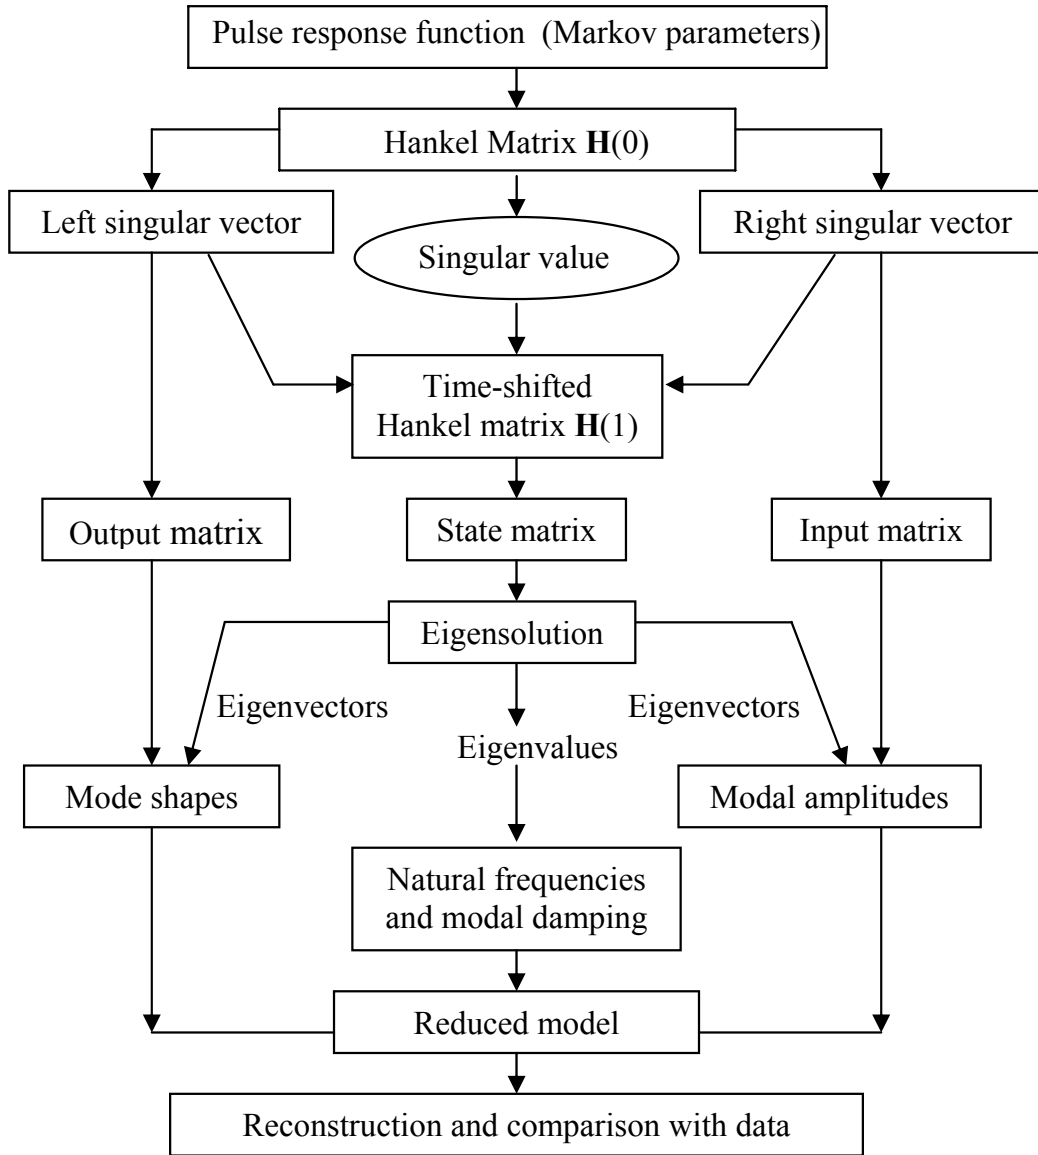 Pulse response function (Markov parameters)
Hankel Matrix H(0)
Left singular vector
Right singular vector
Singular value
Time-shifted
Hankel matrix H(1)
Output matrix
State matrix
Input matrix
Eigensolution
Eigenvectors
Eigenvectors
Eigenvalues
Mode shapes
Modal amplitudes
Natural frequencies
and modal damping
Reduced model
Reconstruction and comparison with data